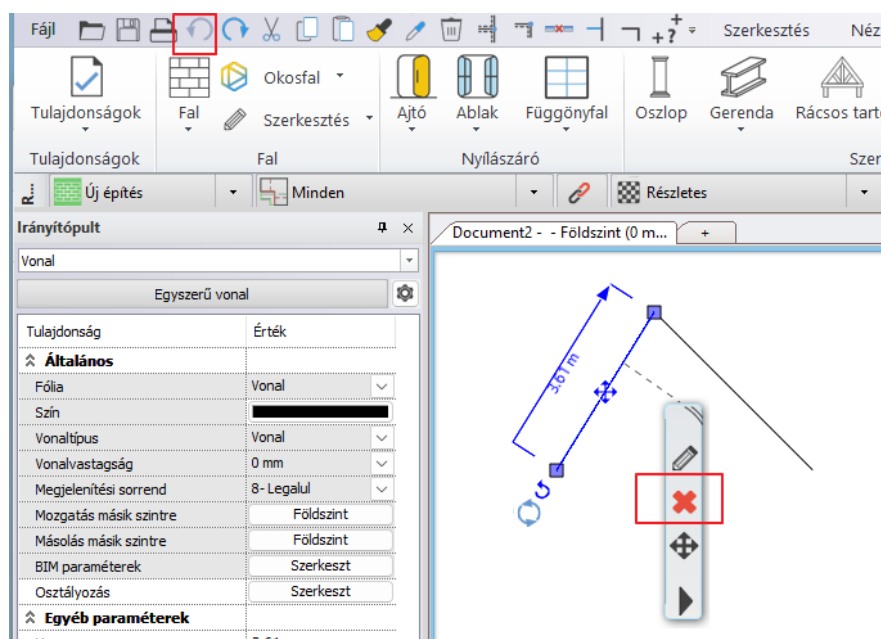 Fájl
Szerkesztés
Néz
Tulajdonságok
Fal
Okosfal
Szerkesztés
Ajtó
Ablak
Függönyfal
Oszlop
Gerenda
Rácsos tart
Tulajdonságok
Fal
Nyílászáró
Szer
R...
Új építés
Minden
Részletes
Irányítópult
Document2 - - Földszint (0 m...
+
Vonal
Egyszerű vonal
Tulajdonság Érték
Általános
Fólia Vonal
Szín
Vonaltípus Vonal
Vonalvastagság 0 mm
Megjelenítési sorrend 8- Legalul
Mozgatás másik szintre Földszint
Másolás másik szintre Földszint
BIM paraméterek Szerkeszt
Osztályozás Szerkeszt
Egyéb paraméterek
3.61 m